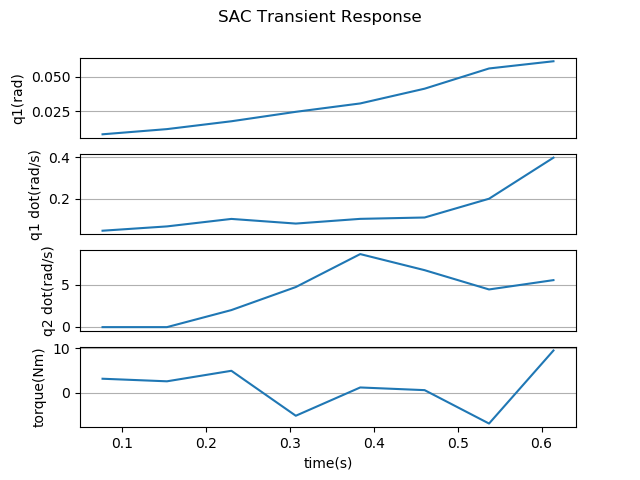 SAC Transient Response
q1(rad)
0.050
0.025
q1 dot(rad/s)
0.4
0.2
q2 dot(rad/s)
5
0
torque(Nm)
10
0
0.1 0.2 0.3 0.4 0.5 0.6
time(s)